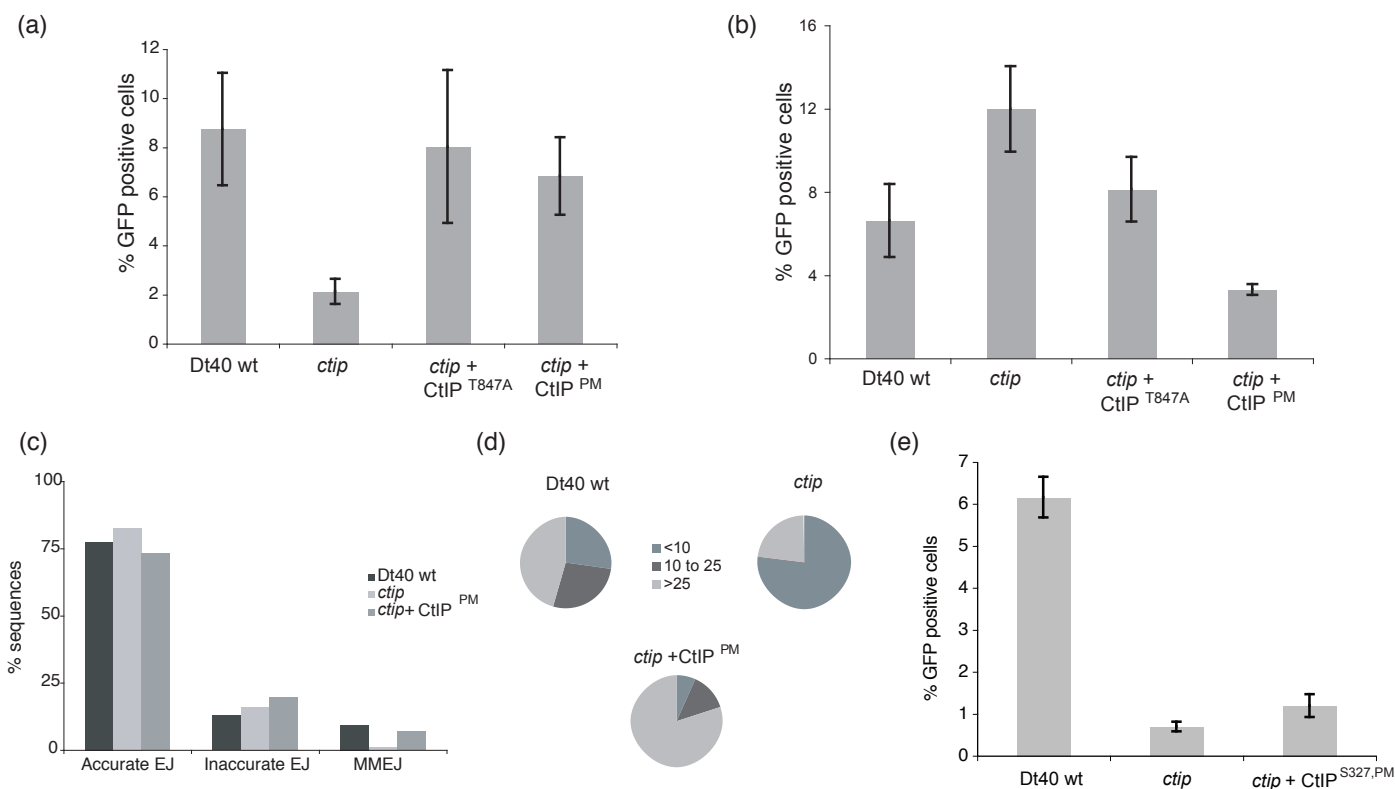 (a)
12
10
8
6
4
2
0
% GFP positive cells
Dt40 wt
ctip
ctip +
CtIP T847A
ctip +
CtIP PM
(b)
16
12
8
4
0
% GFP positive cells
Dt40 wt
ctip
ctip +
CtIP T847A
ctip +
CtIP PM
(c)
100
75
50
25
0
% sequences
Dt40 wt
ctip
ctip+ CtIP PM
Accurate EJ
Inaccurate EJ
MMEJ
(d)
Dt40 wt
ctip
<10
10 to 25
>25
ctip +CtIP PM
(e)
7
6
5
4
3
2
1
0
% GFP positive cells
Dt40 wt
ctip
ctip + CtIP S327,PM